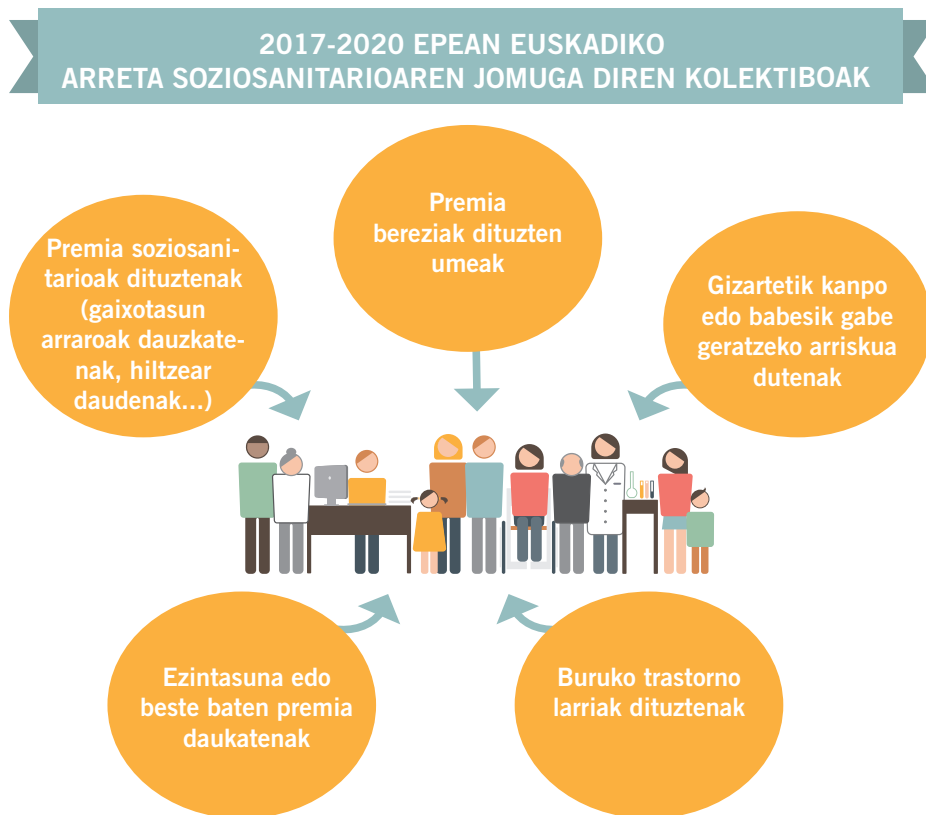 2017-2020 EPEAN EUSKADIKO
ARRETA SOZIOSANITARIOAREN JOMUGA DIREN KOLEKTIBOAK
Premia soziosani-
tarioak dituztenak
(gaixotasun
arraroak dauzkate-
nak, hiltzear
daudenak...)
Premia
bereziak dituzten
umeak
Gizartetik kanpo
edo babesik gabe
geratzeko arriskua
dutenak
Ezintasuna edo
beste baten premia
daukatenak
Buruko trastorno
larriak dituztenak